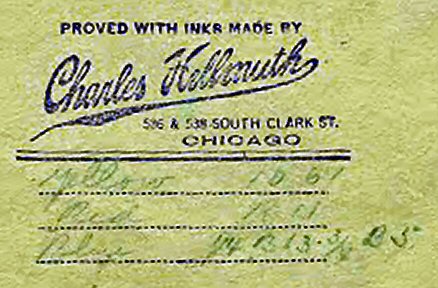 PROVED WITH INKS MADE BY
Charles Hellmuth
536 & 538 SOUTH CLARK ST.
CHICAGO
Yellow
Red
Blue